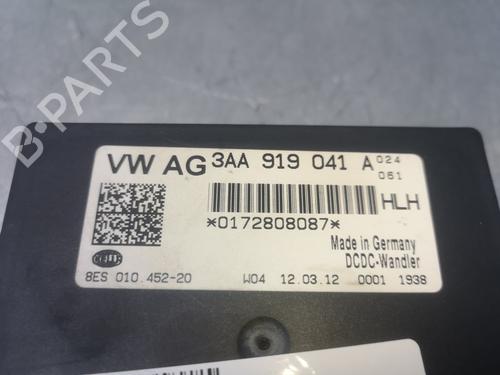 VW AG 3AA 919 041 A 024
061
*0172808087* HLH
Made in Germany
DCDC-Wandler
HELLA
8ES 010.452-20 W04 12.03.12 0001 1938